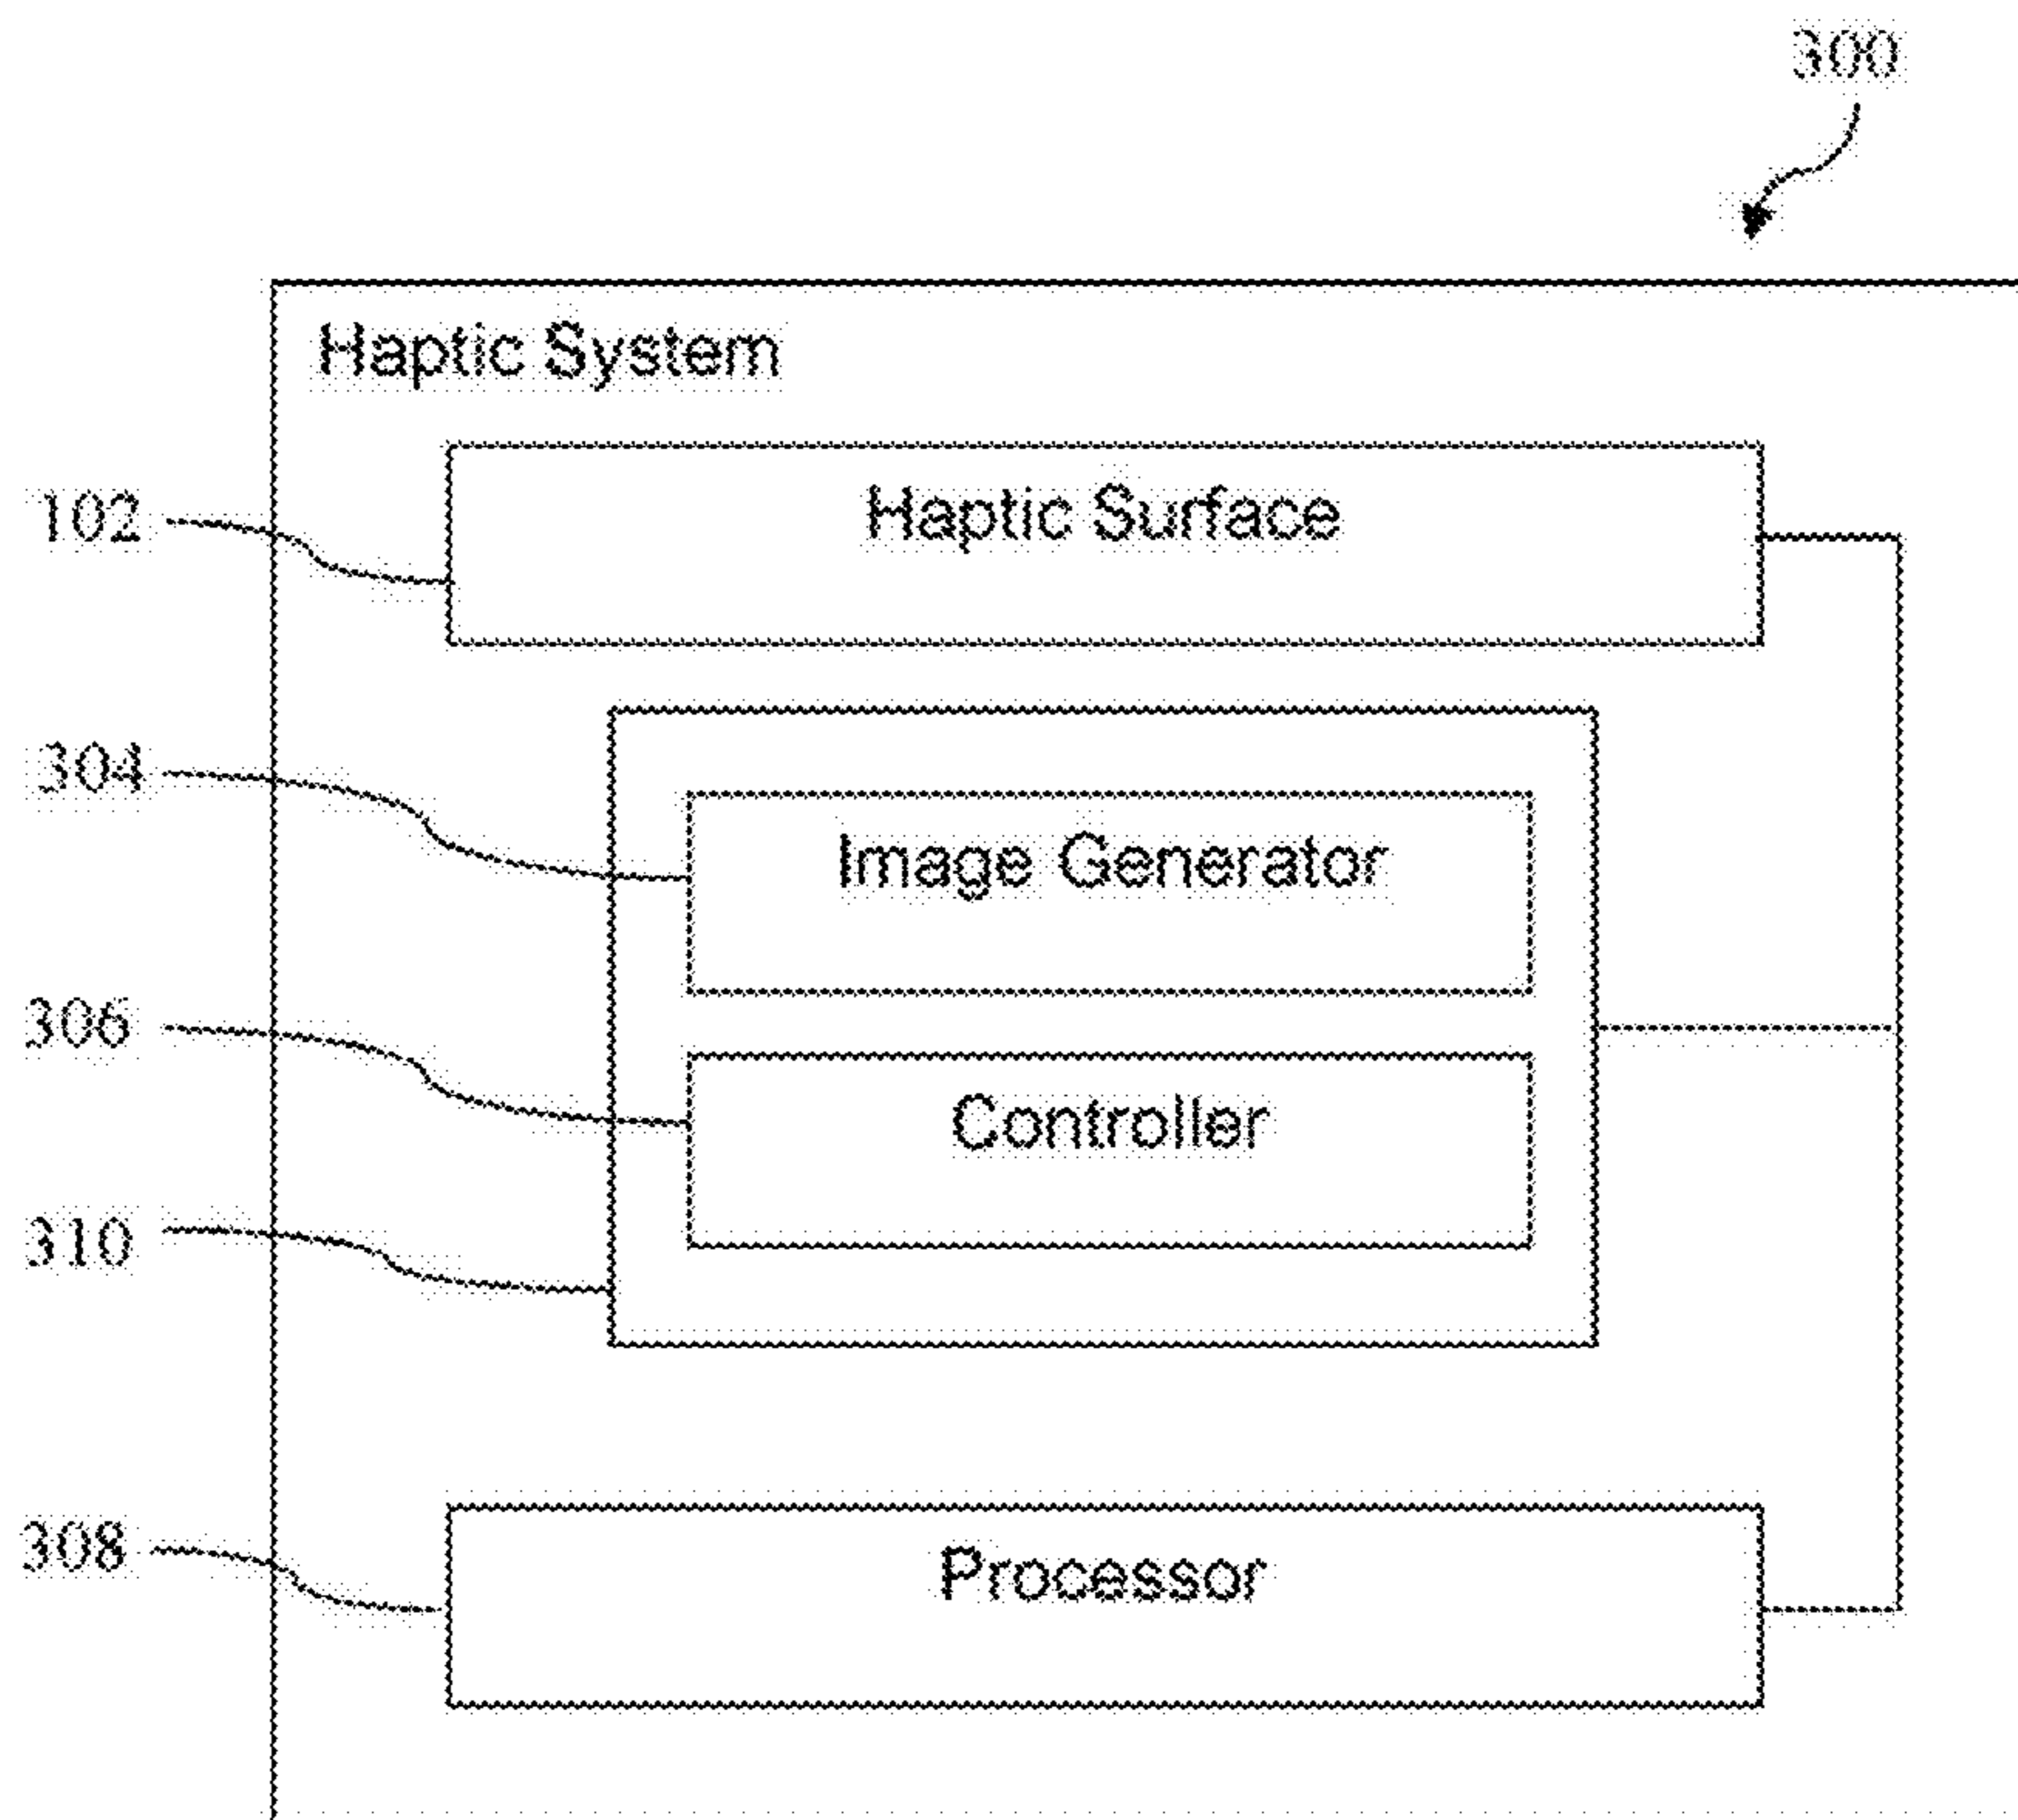 300
Haptic System
102
Haptic Surface
304
Image Generator
306
Controller
310
308
Processor